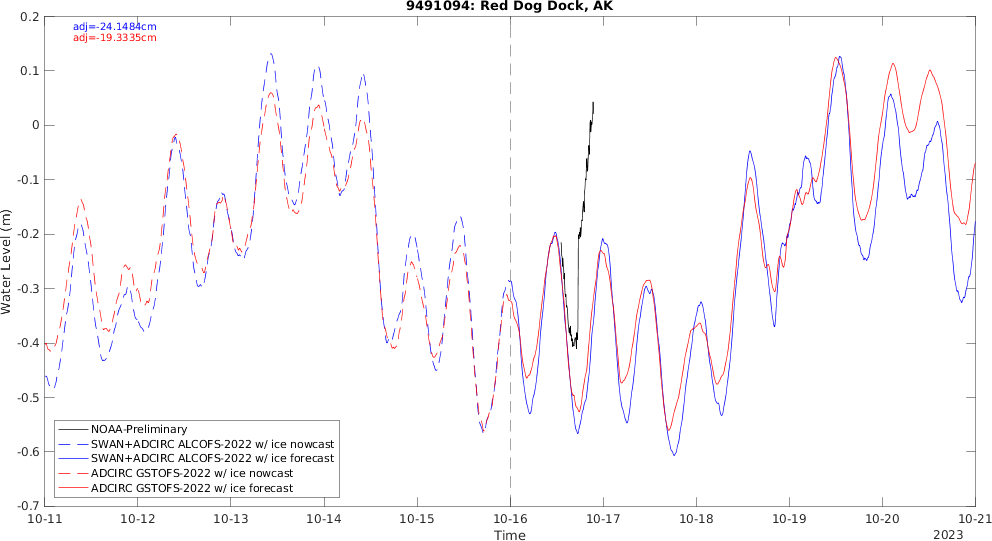 9491094: Red Dog Dock, AK
adj=-24.1484cm
adj=-19.3335cm
0.2
0.1
0
-0.1
-0.2
-0.3
-0.4
-0.5
-0.6
-0.7
Water Level (m)
NOAA-Preliminary
SWAN+ADCIRC ALCOFS-2022 w/ ice nowcast
SWAN+ADCIRC ALCOFS-2022 w/ ice forecast
ADCIRC GSTOFS-2022 w/ ice nowcast
ADCIRC GSTOFS-2022 w/ ice forecast
10-11 10-12 10-13 10-14 10-15 10-16 10-17 10-18 10-19 10-20 10-21
Time
2023